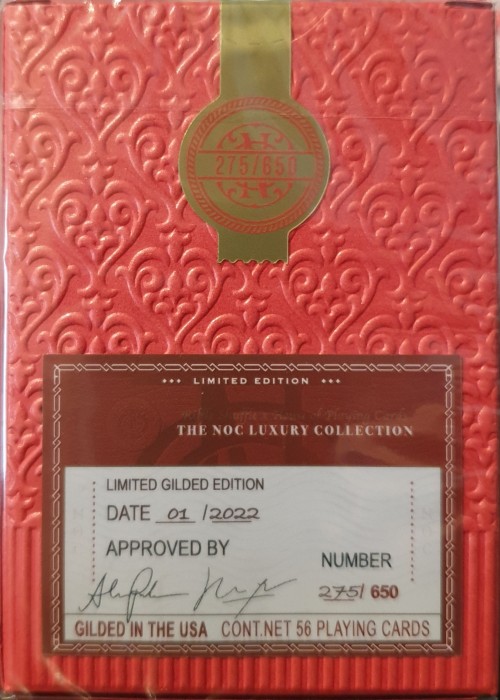 275/650
*** LIMITED EDITION ***
THE NOC LUXURY COLLECTION
LIMITED GILDED EDITION
DATE 01 / 2022
APPROVED BY
NUMBER
275/ 650
GILDED IN THE USA CONT.NET 56 PLAYING CARDS